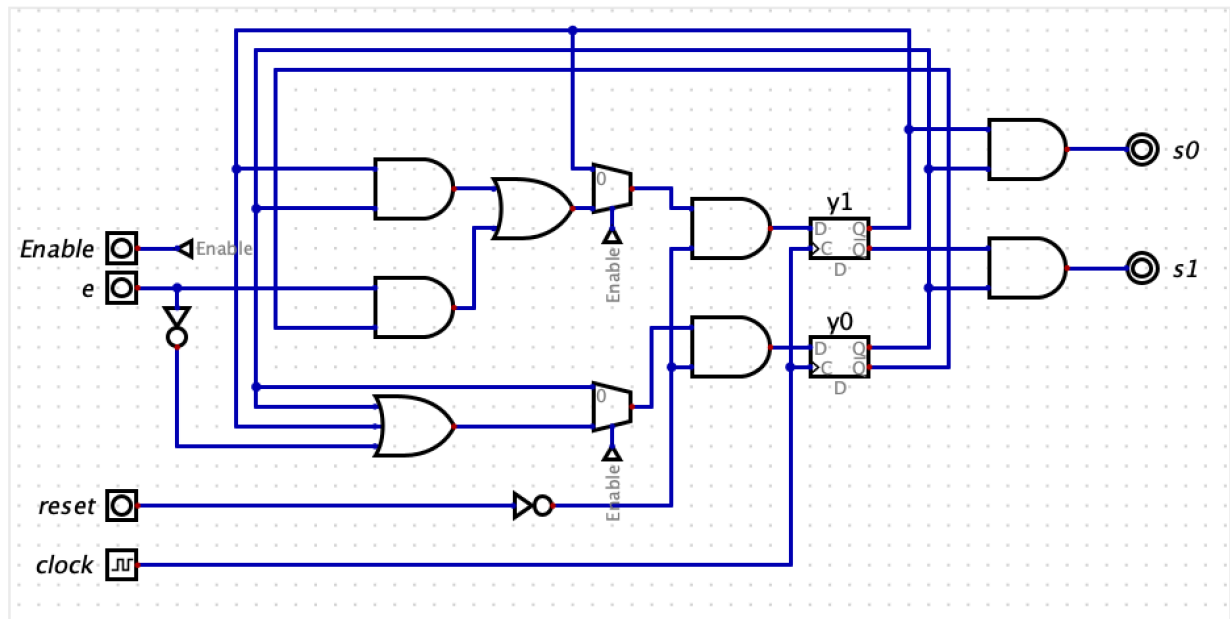 s0
0
y1
Enable
Enable
D
Q
C
Q
D
Enable
s1
e
y0
D
Q
C
Q
D
0
Enable
reset
clock